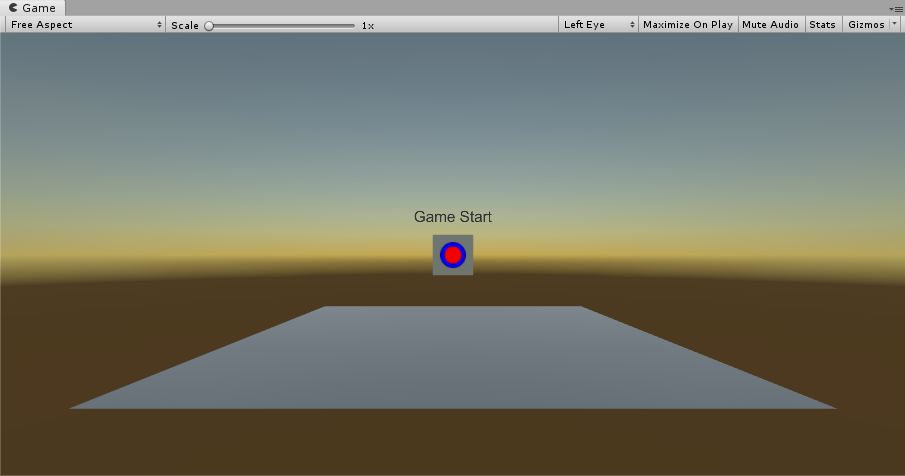 Game
Free Aspect Scale 1x Left Eye Maximize On Play Mute Audio Stats Gizmos
Game Start